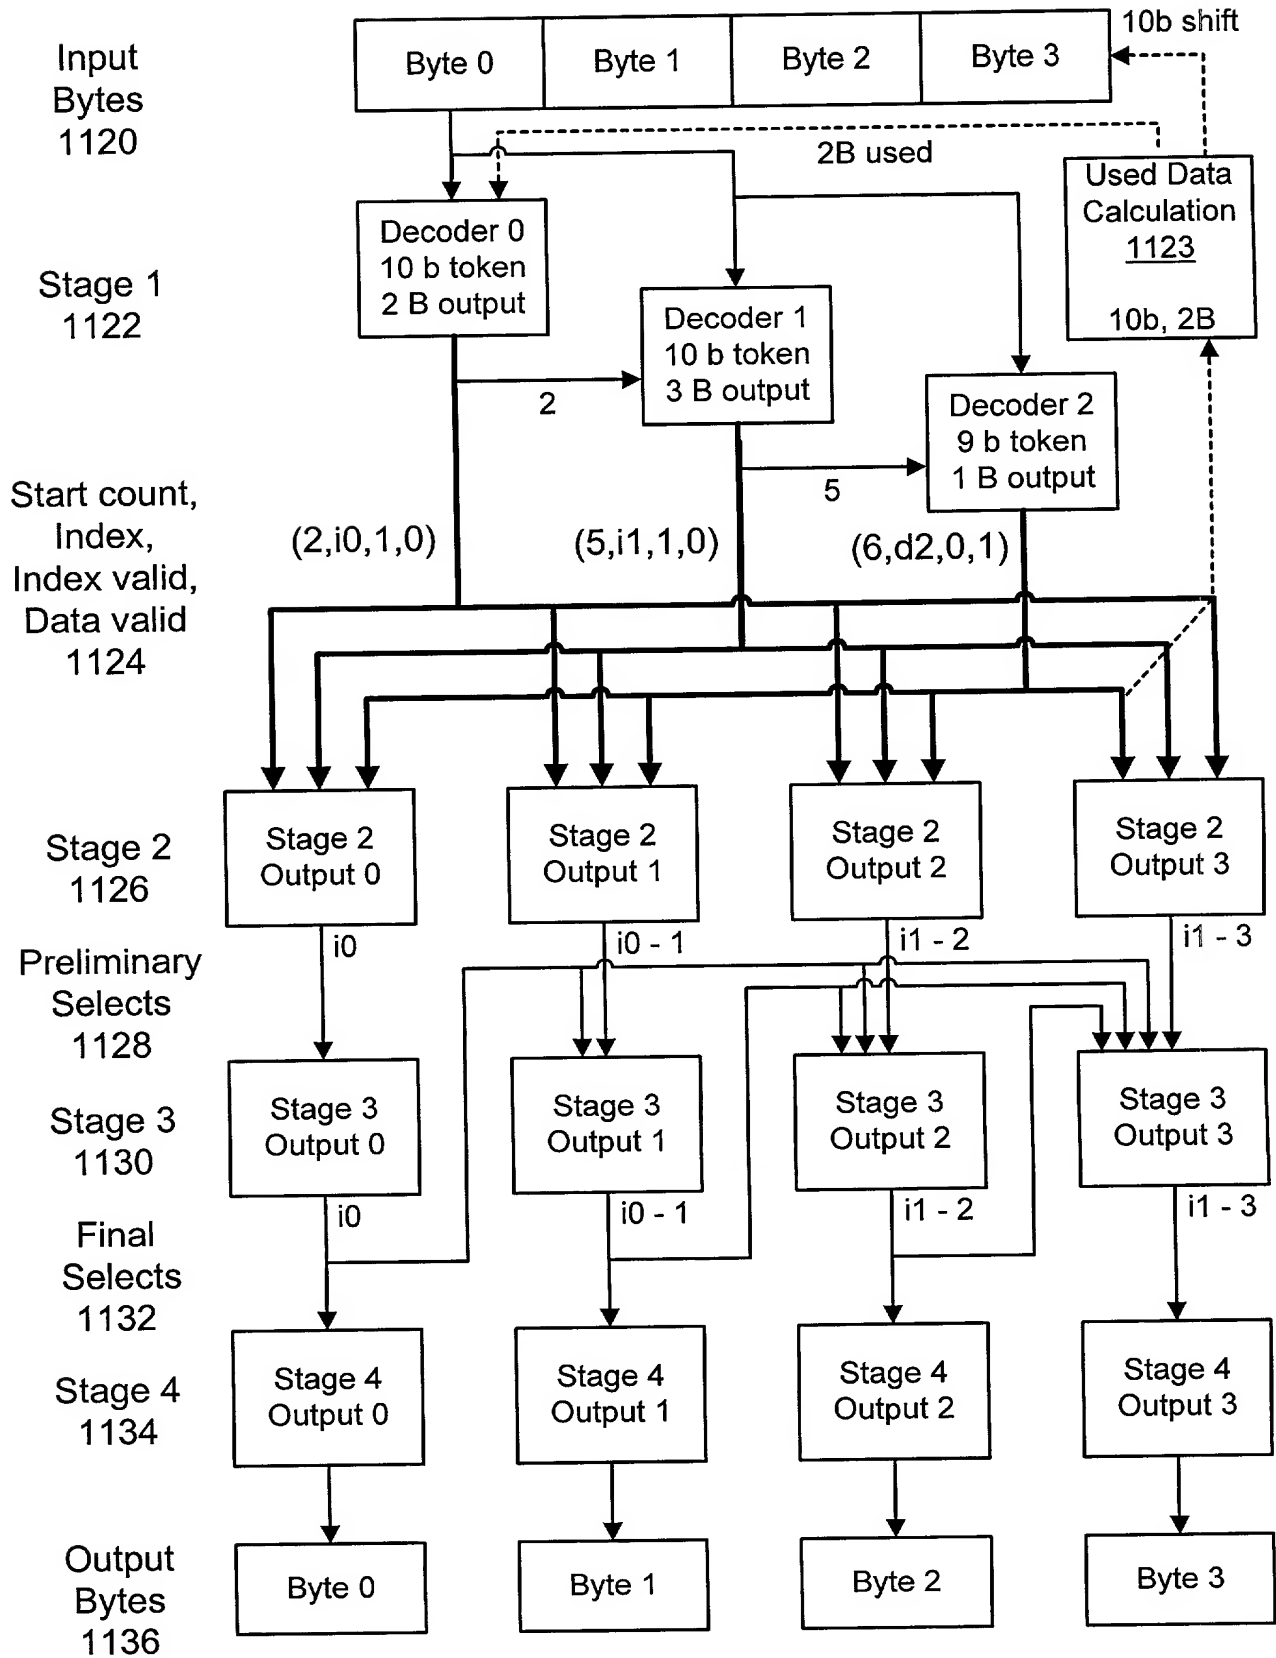 10b shift
Input
Bytes
1120
Byte 0
Byte 1
Byte 2
Byte 3
2B used
Used Data
Calculation
1123
10b, 2B
Stage 1
1122
Decoder 0
10 b token
2 B output
Decoder 1
10 b token
3 B output
Decoder 2
9 b token
1 B output
2
5
Start count,
Index,
Index valid,
Data valid
1124
(2,i0,1,0)
(5,i1,1,0)
(6,d2,0,1)
Stage 2
1126
Stage 2
Output 0
Stage 2
Output 1
Stage 2
Output 2
Stage 2
Output 3
Preliminary
Selects
1128
i0
i0 - 1
i1 - 2
i1 - 3
Stage 3
1130
Stage 3
Output 0
Stage 3
Output 1
Stage 3
Output 2
Stage 3
Output 3
Final
Selects
1132
i0
i0 - 1
i1 - 2
i1 - 3
Stage 4
1134
Stage 4
Output 0
Stage 4
Output 1
Stage 4
Output 2
Stage 4
Output 3
Output
Bytes
1136
Byte 0
Byte 1
Byte 2
Byte 3